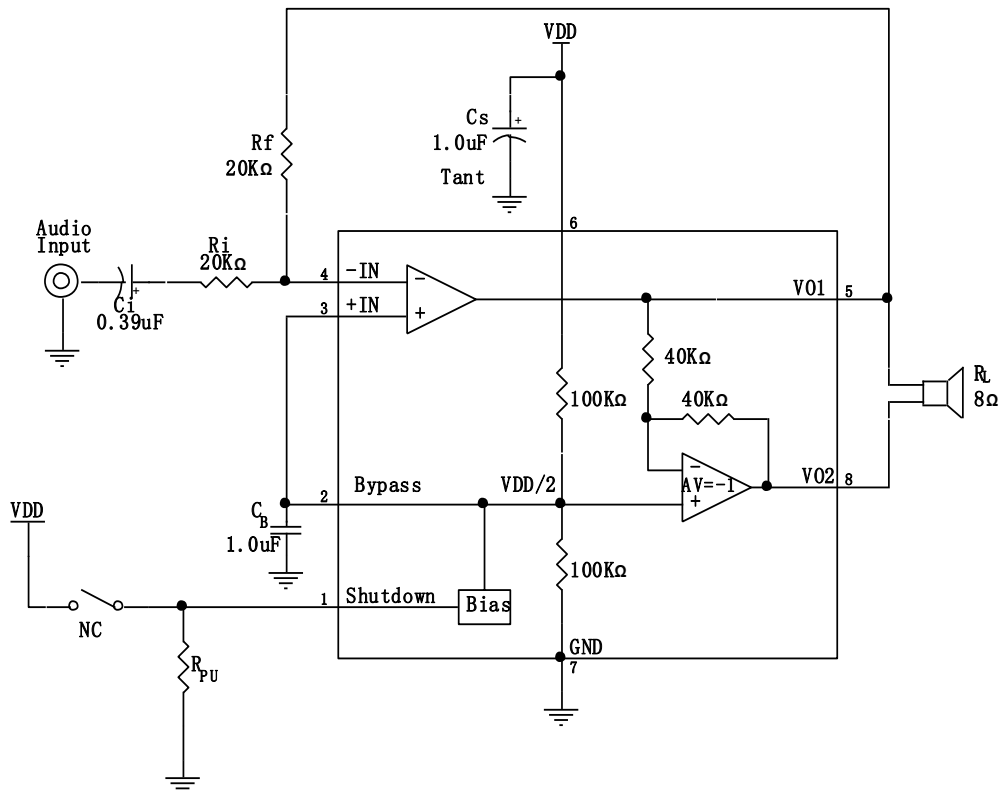 VDD
Cs
+
1.0uF
Tant
Rf
20KΩ
6
Audio
Input
Ri
20KΩ
4
-IN
−
+
Ci
0.39uF
3
+IN
+
VO1
5
40KΩ
40KΩ
100KΩ
RL
8Ω
2
Bypass
VDD/2
−
AV=-1
+
VO2
8
VDD
CB
1.0uF
100KΩ
1
Shutdown
Bias
NC
RPU
GND
7